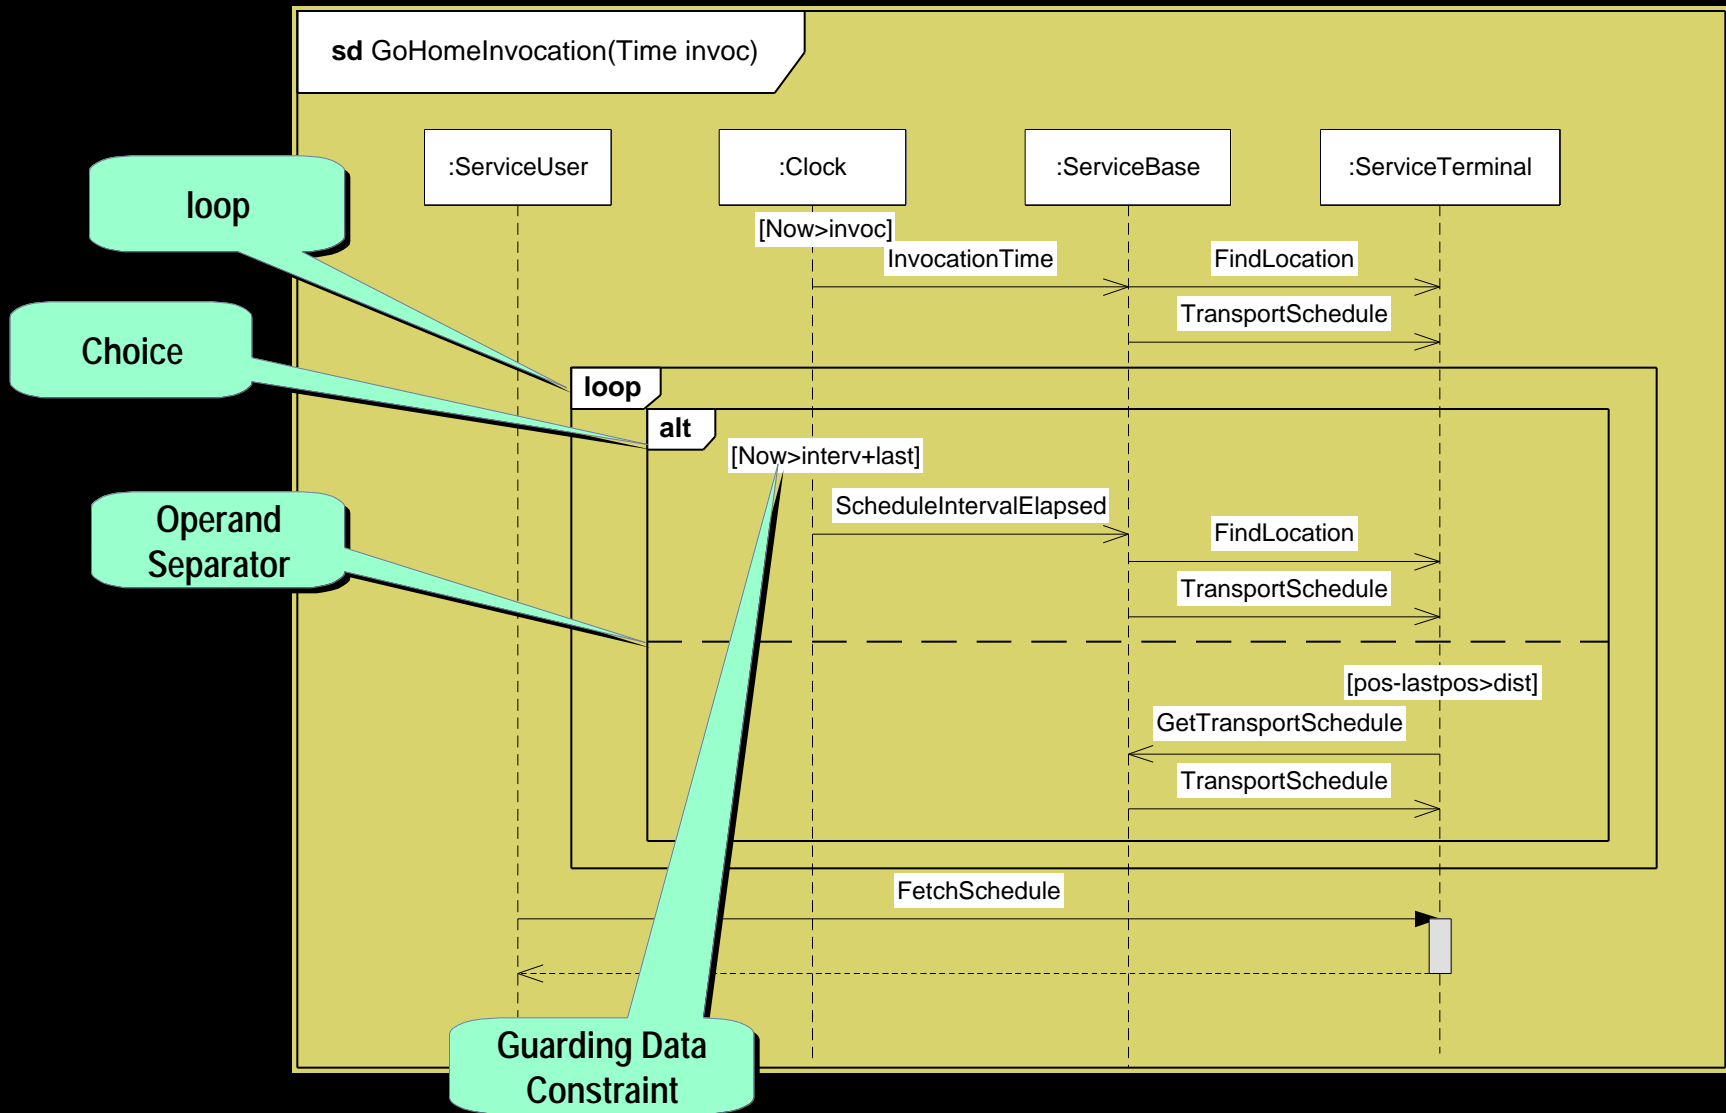 sd GoHomeInvocation(Time invoc)
:ServiceUser
:Clock
:ServiceBase
:ServiceTerminal
loop
[Now>invoc]
InvocationTime
FindLocation
TransportSchedule
Choice
loop
alt
[Now>interv+last]
ScheduleIntervalElapsed
Operand
Separator
FindLocation
TransportSchedule
[pos-lastpos>dist]
GetTransportSchedule
TransportSchedule
FetchSchedule
Guarding Data
Constraint